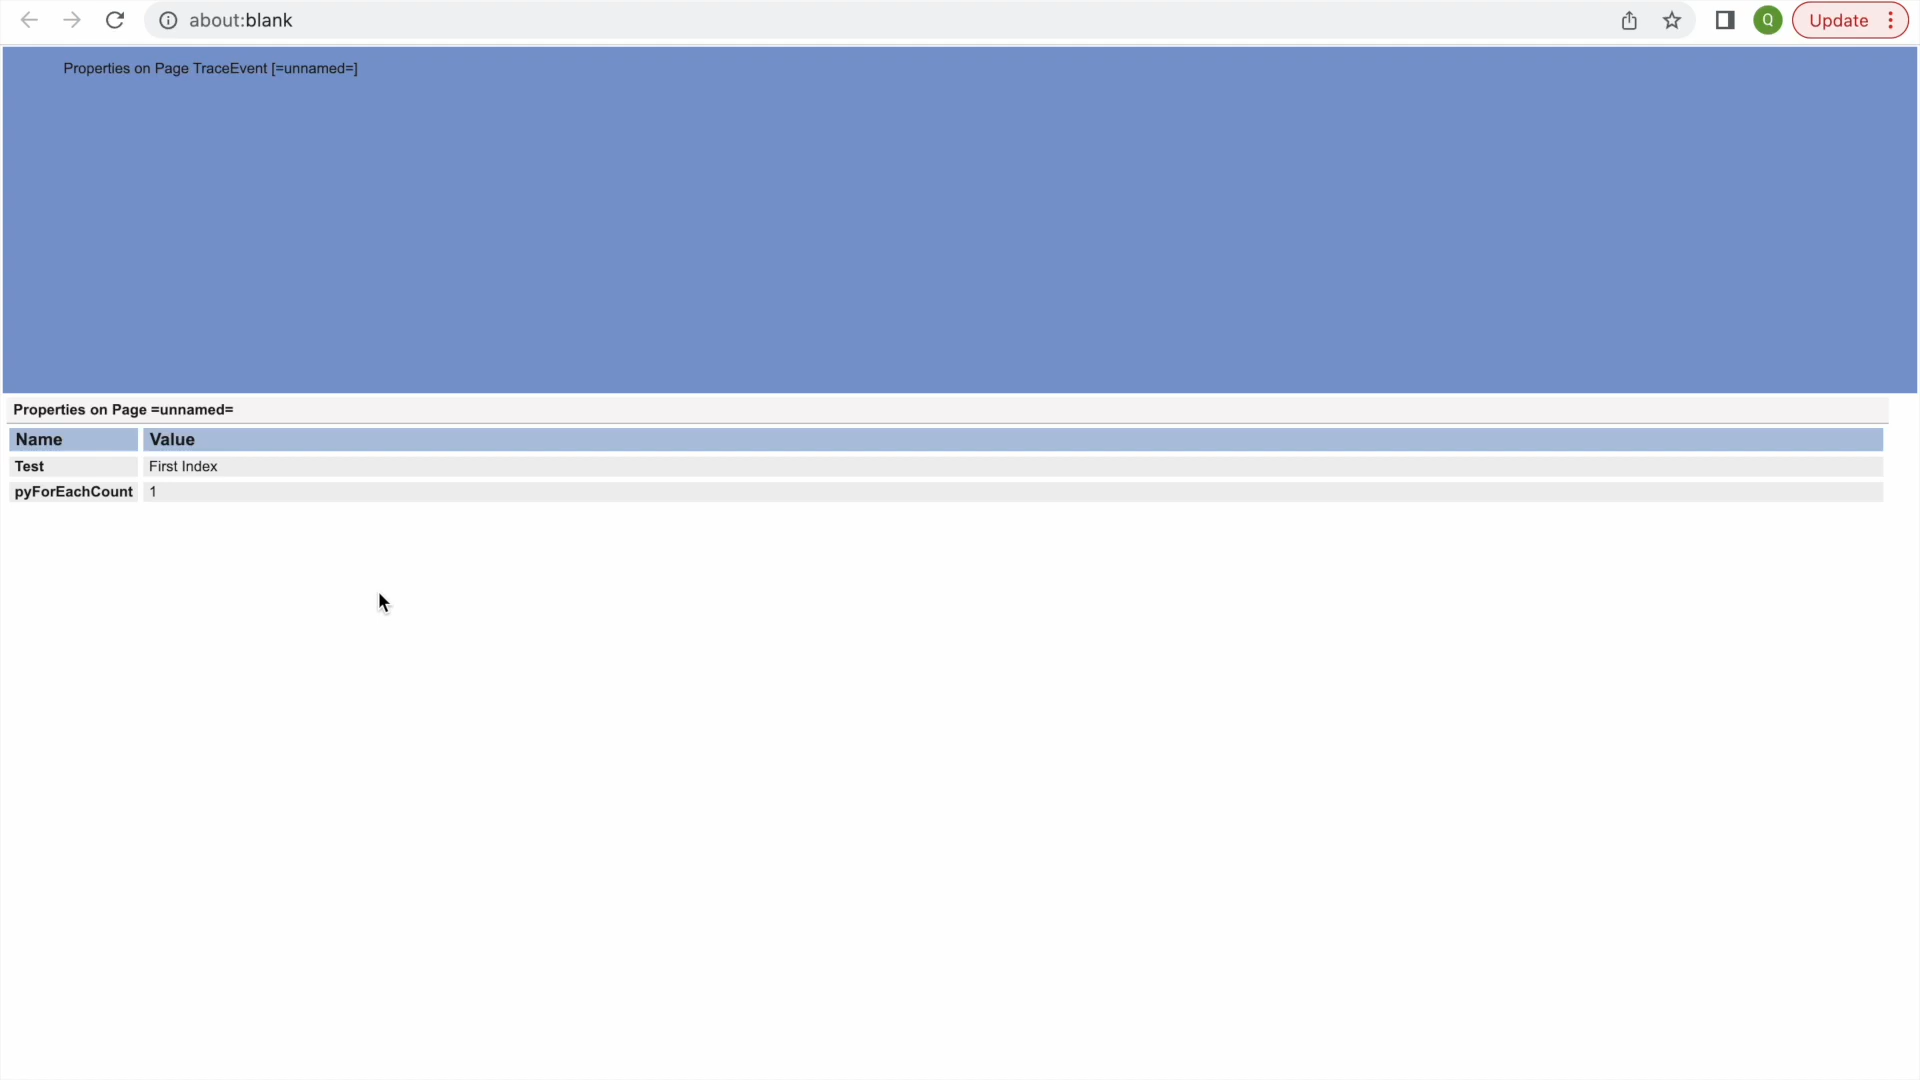 about:blank
Q
Update
Properties on Page TraceEvent [=unnamed=]
Properties on Page =unnamed=
Name Value
Test First Index
pyForEachCount 1